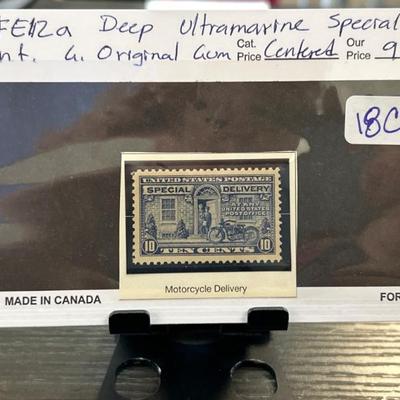 #E12a Deep Ultramarine Special
nt. G. Original Gum Cat. Price Centered Our Price 9
18C
UNITED STATES POSTAGE
SPECIAL DELIVERY
AT ANY
UNITED STATES
POST OFFICE
10 10
TEN CENTS
Motorcycle Delivery
MADE IN CANADA
FOR